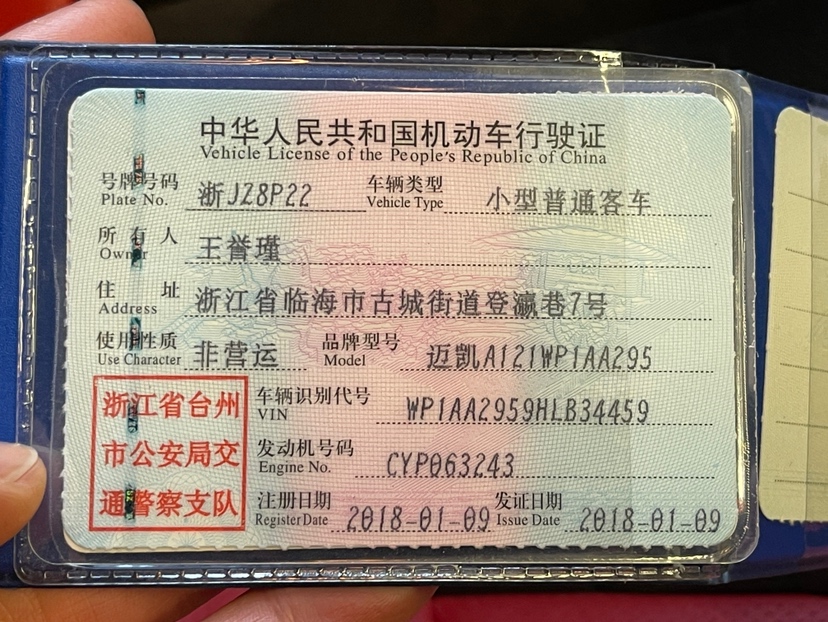 中华人民共和国机动车行驶证
Vehicle License of the People's Republic of China
号牌号码 浙JZ8P22 车辆类型 小型普通客车
Plate No. Vehicle Type
所有人 王誉瑾
Owner
住址 浙江省临海市古城街道登瀛巷7号
Address
使用性质 非营运 品牌型号 迈凯A121WP1AA295
Use Character Model
浙江省台州
市公安局交
通警察支队
车辆识别代号 WP1AA2959HLB34459
VIN
发动机号码 CYP063243
Engine No.
注册日期 2018-01-09 发证日期 2018-01-09
Register Date Issue Date